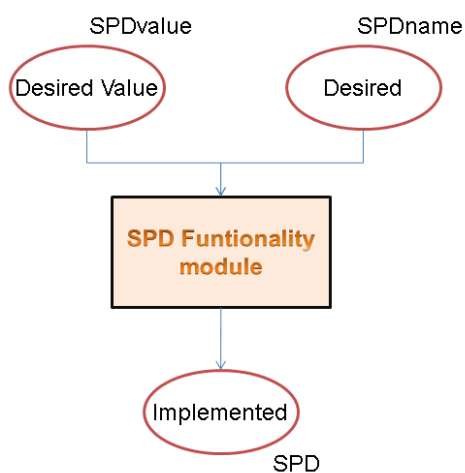 SPDvalue
SPDname
Desired Value
Desired
SPD Funtionality
module
Implemented
SPD